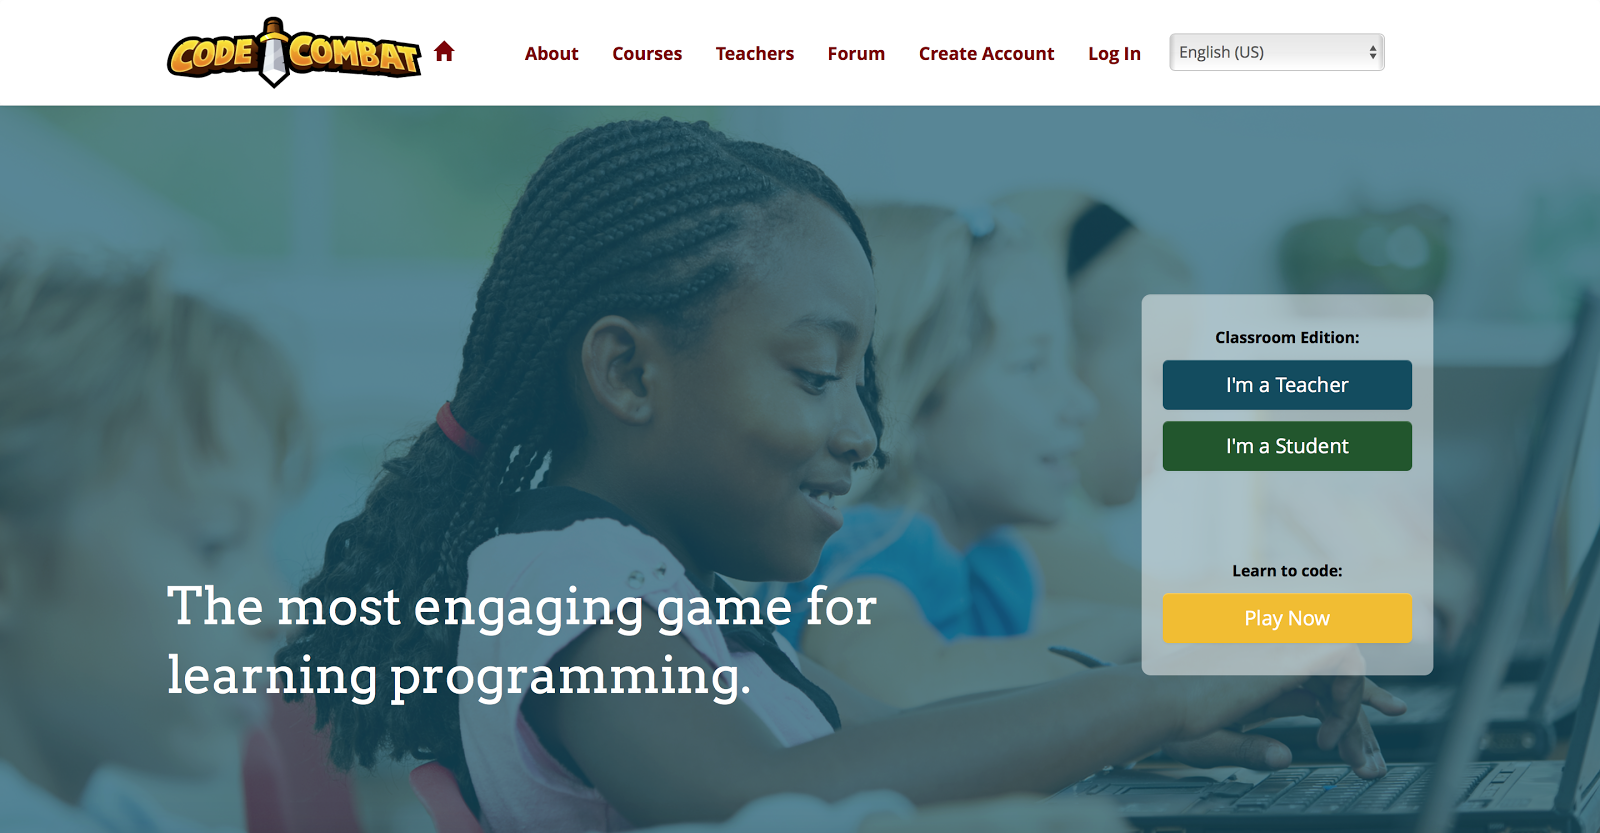 CODE COMBAT
About Courses Teachers Forum Create Account Log In English (US)
Classroom Edition:
I'm a Teacher
I'm a Student
Learn to code:
Play Now
The most engaging game for
learning programming.